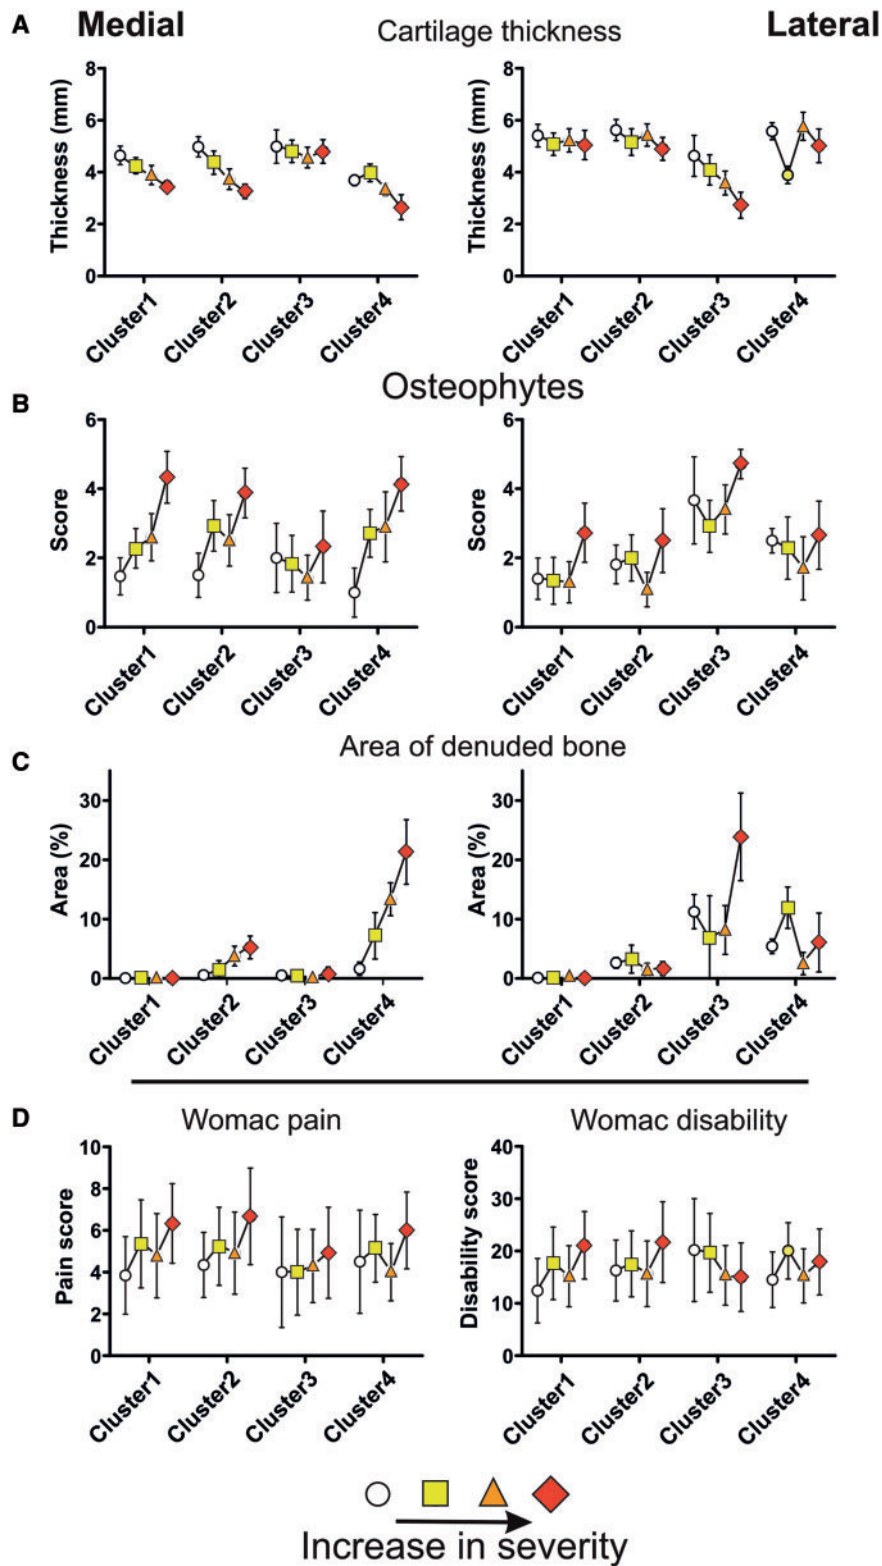 A Medial Cartilage thickness Lateral
Thickness (mm)
8
6
4
2
0
Cluster1 Cluster2 Cluster3 Cluster4
Thickness (mm)
8
6
4
2
0
Cluster1 Cluster2 Cluster3 Cluster4
B Osteophytes
Score
6
4
2
0
Cluster1 Cluster2 Cluster3 Cluster4
Score
6
4
2
0
Cluster1 Cluster2 Cluster3 Cluster4
C Area of denuded bone
Area (%)
30
20
10
0
Cluster1 Cluster2 Cluster3 Cluster4
Area (%)
30
20
10
0
Cluster1 Cluster2 Cluster3 Cluster4
D Womac pain Womac disability
Pain score
10
8
6
4
2
0
Cluster1 Cluster2 Cluster3 Cluster4
Disability score
40
30
20
10
0
Cluster1 Cluster2 Cluster3 Cluster4
Increase in severity